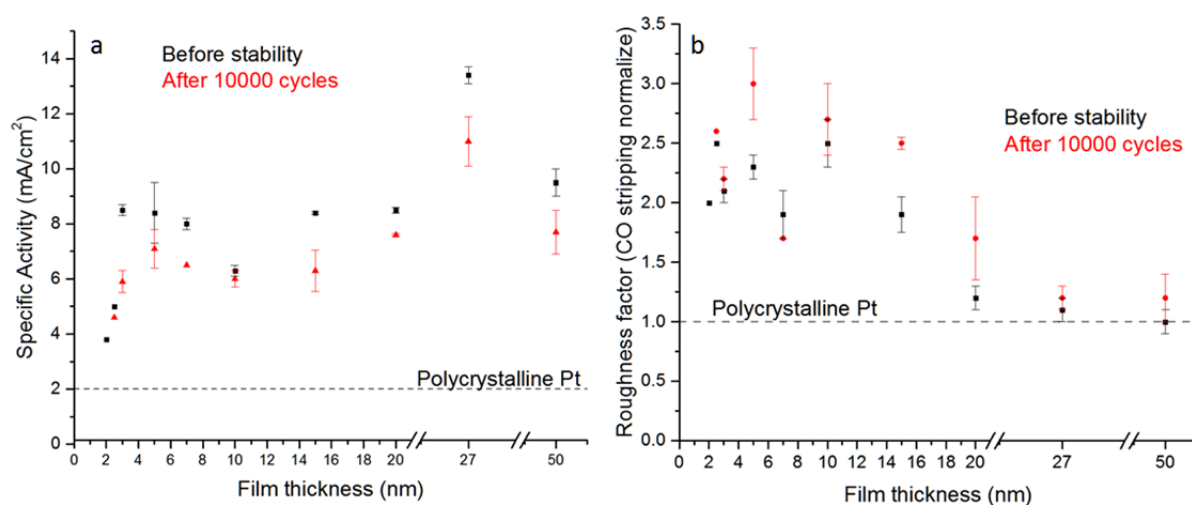 a
Before stability
After 10000 cycles
Polycrystalline Pt
Specific Activity (mA/cm²)
14
12
10
8
6
4
2
0
0 2 4 6 8 10 12 14 16 18 20 27 50
Film thickness (nm)
b
Before stability
After 10000 cycles
Polycrystalline Pt
Roughness factor (CO stripping normalize)
3.5
3.0
2.5
2.0
1.5
1.0
0.5
0.0
0 2 4 6 8 10 12 14 16 18 20 27 50
Film thickness (nm)